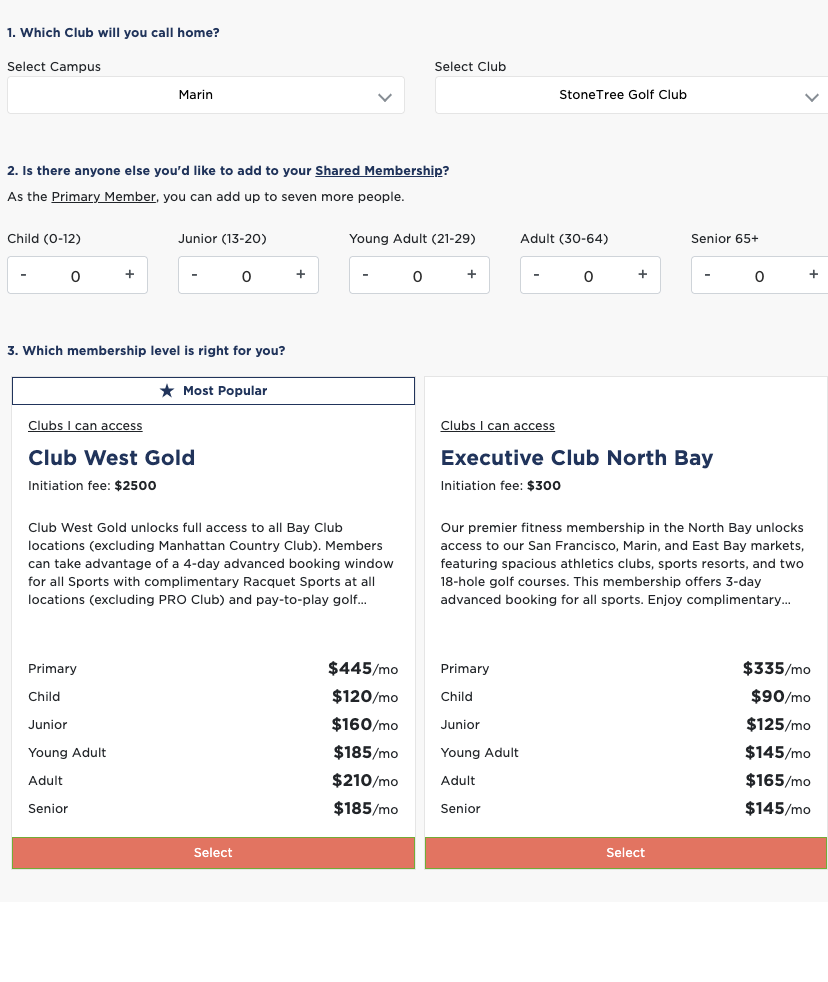 1. Which Club will you call home?
Select Campus
Marin
Select Club
StoneTree Golf Club
2. Is there anyone else you'd like to add to your Shared Membership?
As the Primary Member, you can add up to seven more people.
Child (0-12)
- 0 +
Junior (13-20)
- 0 +
Young Adult (21-29)
- 0 +
Adult (30-64)
- 0 +
Senior 65+
- 0 +
3. Which membership level is right for you?
★ Most Popular
Clubs I can access
Club West Gold
Initiation fee: $2500
Club West Gold unlocks full access to all Bay Club
locations (excluding Manhattan Country Club). Members
can take advantage of a 4-day advanced booking window
for all Sports with complimentary Racquet Sports at all
locations (excluding PRO Club) and pay-to-play golf...
Primary $445/mo
Child $120/mo
Junior $160/mo
Young Adult $185/mo
Adult $210/mo
Senior $185/mo
Select
Clubs I can access
Executive Club North Bay
Initiation fee: $300
Our premier fitness membership in the North Bay unlocks
access to our San Francisco, Marin, and East Bay markets,
featuring spacious athletics clubs, sports resorts, and two
18-hole golf courses. This membership offers 3-day
advanced booking for all sports. Enjoy complimentary...
Primary $335/mo
Child $90/mo
Junior $125/mo
Young Adult $145/mo
Adult $165/mo
Senior $145/mo
Select